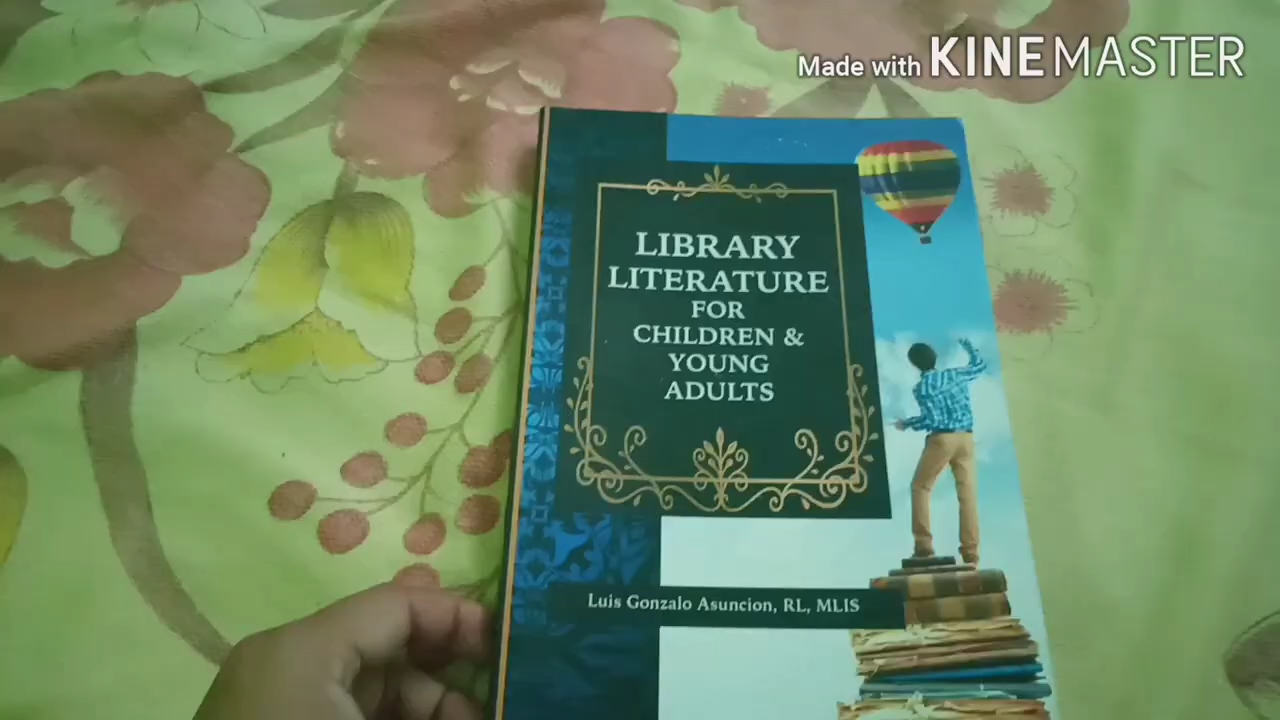 Made with KINEMASTER
LIBRARY
LITERATURE
FOR
CHILDREN &
YOUNG
ADULTS
Luis Gonzalo Asuncion, RL, MLIS